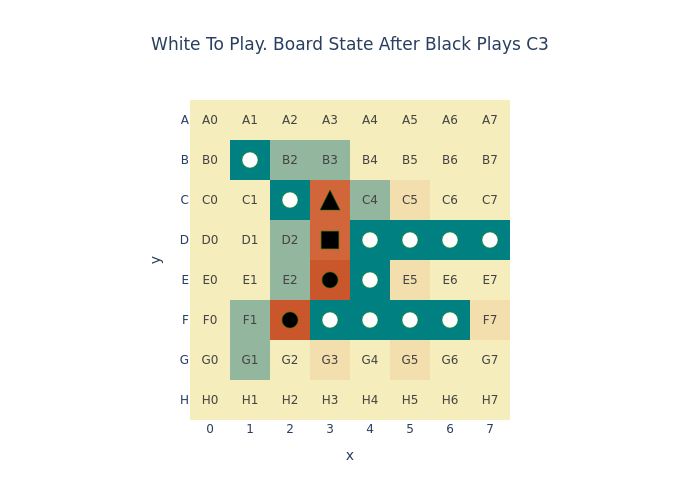 White To Play. Board State After Black Plays C3
A A0 A1 A2 A3 A4 A5 A6 A7
B B0 B2 B3 B4 B5 B6 B7
C C0 C1 C4 C5 C6 C7
D D0 D1 D2
E E0 E1 E2 E5 E6 E7
F F0 F1 F7
G G0 G1 G2 G3 G4 G5 G6 G7
H H0 H1 H2 H3 H4 H5 H6 H7
0 1 2 3 4 5 6 7
x
y